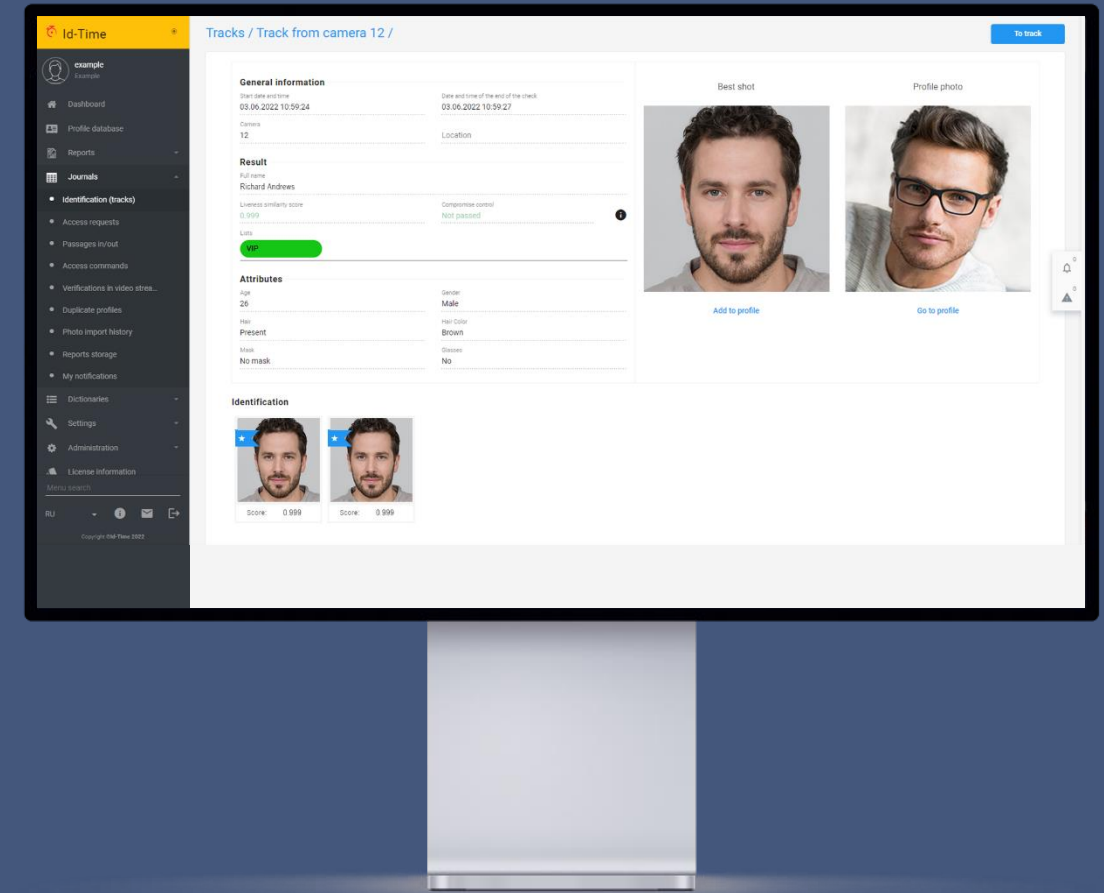 Id-Time
example
Example
Dashboard
Profile database
Reports
Journals
Identification (tracks)
Access requests
Passages in/out
Access commands
Verifications in video strea...
Duplicate profiles
Photo import history
Reports storage
My notifications
Dictionaries
Settings
Administration
License information
Menu search
RU
Copyright ©Id-Time 2022
Tracks / Track from camera 12 /
To track
General information
Start date and time
Date and time of the end of the check
03.06.2022 10:59:24
03.06.2022 10:59:27
Camera
12
Location
Result
Full name
Richard Andrews
Liveness similarity score
Compromise control
0.999
Not passed
Lists
VIP
Attributes
Age
Gender
26
Male
Hair
Hair Color
Present
Brown
Mask
Glasses
No mask
No
Best shot
Profile photo
Add to profile
Go to profile
0
0
Identification
Score: 0.999
Score: 0.999